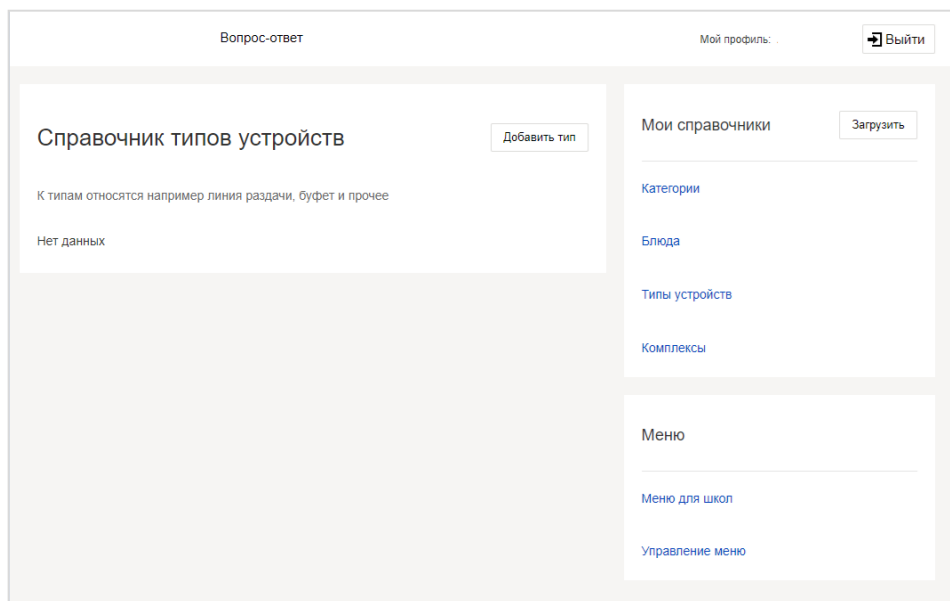 Вопрос-ответ
Мой профиль:
Выйти
Справочник типов устройств
Добавить тип
К типам относятся например линия раздачи, буфет и прочее
Нет данных
Мои справочники
Загрузить
Категории
Блюда
Типы устройств
Комплексы
Меню
Меню для школ
Управление меню